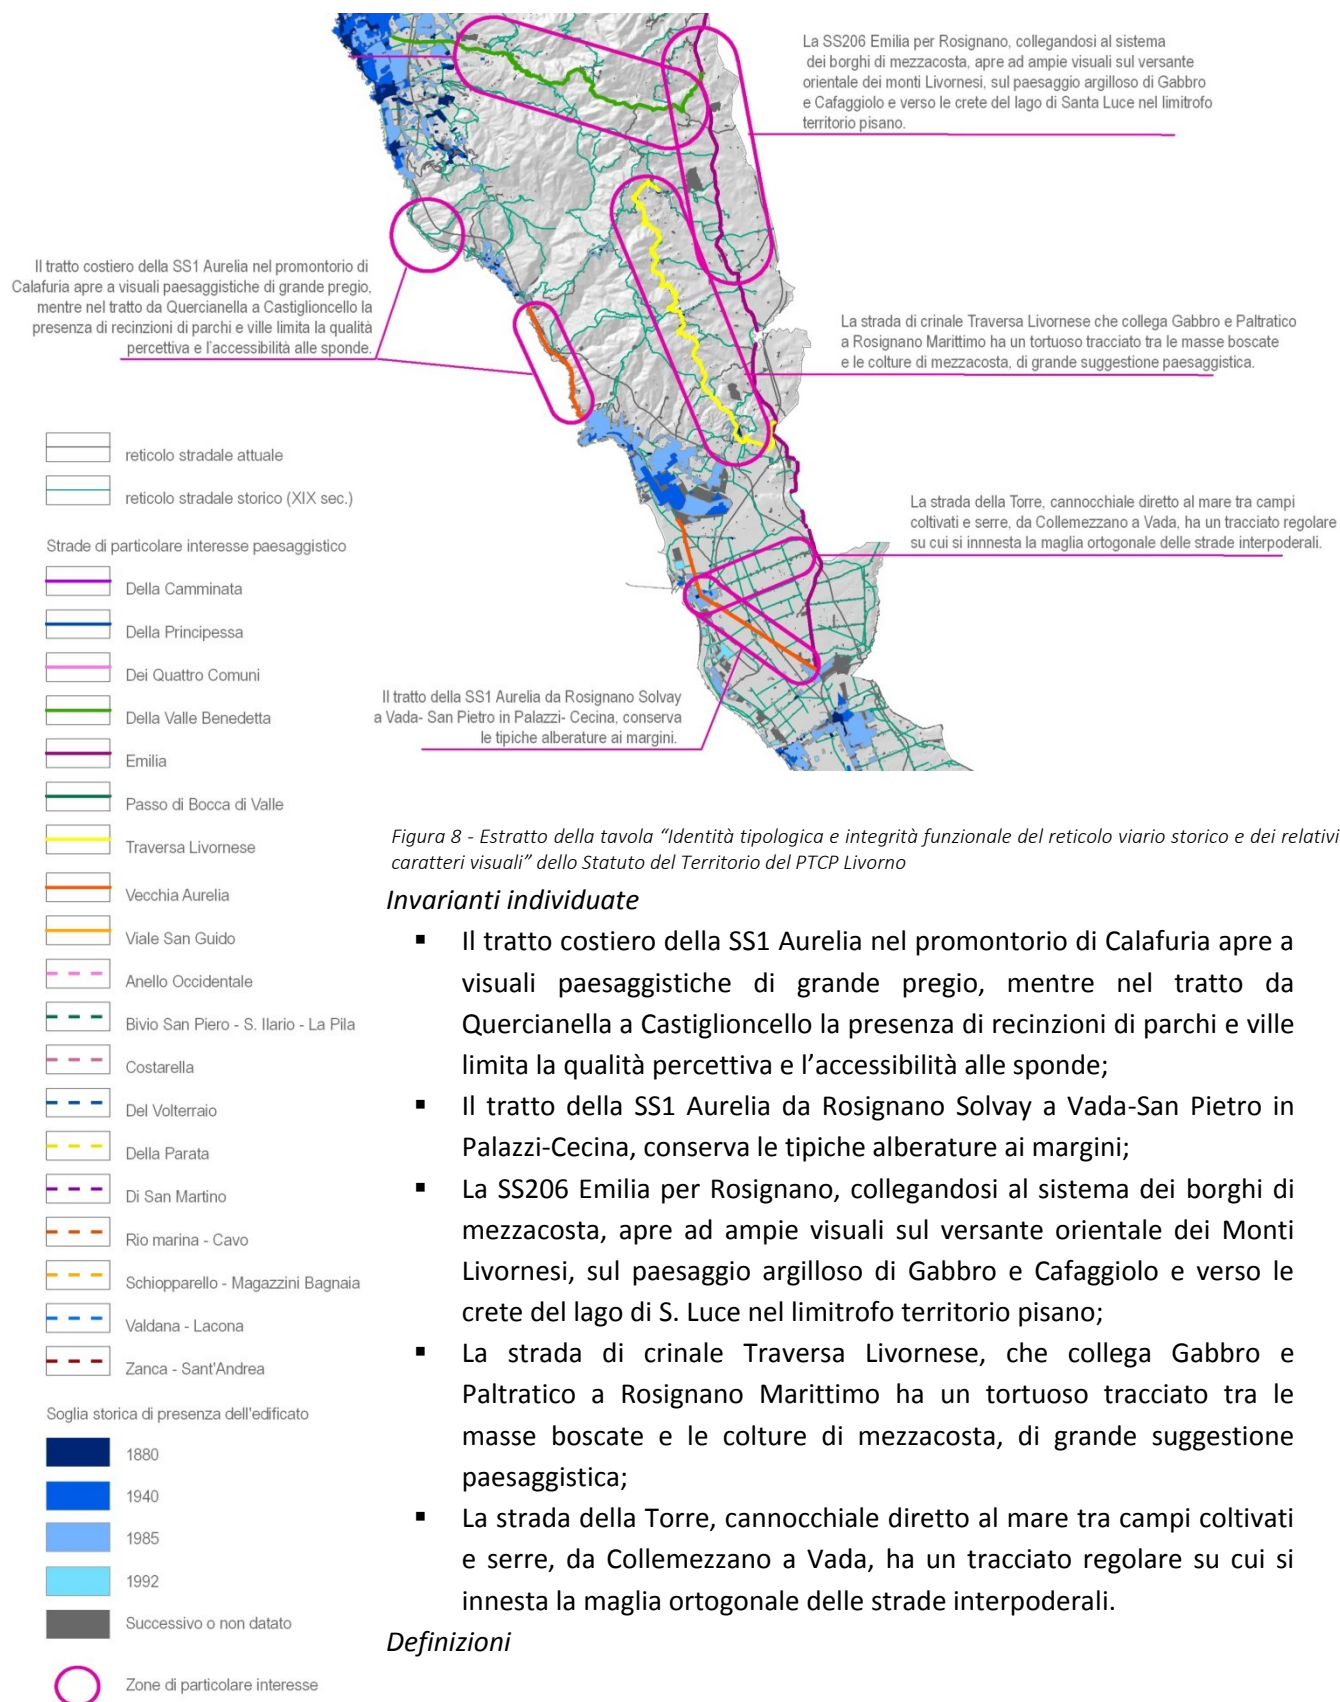 La SS206 Emilia per Rosignano, collegandosi al sistema
dei borghi di mezzacosta, apre ad ampie visuali sul versante
orientale dei monti Livornesi, sul paesaggio argilloso di Gabbro
e Cafaggiolo e verso le crete del lago di Santa Luce nel limitrofo
territorio pisano.
Il tratto costiero della SS1 Aurelia nel promontorio di
Calafuria apre a visuali paesaggistiche di grande pregio,
mentre nel tratto da Quercianella a Castiglioncello la
presenza di recinzioni di parchi e ville limita la qualità
percettiva e l'accessibilità alle sponde.
La strada di crinale Traversa Livornese che collega Gabbro e Paltratico
a Rosignano Marittimo ha un tortuoso tracciato tra le masse boscate
e le colture di mezzacosta, di grande suggestione paesaggistica.
La strada della Torre, cannocchiale diretto al mare tra campi
coltivati e serre, da Collemezzano a Vada, ha un tracciato regolare
su cui si innnesta la maglia ortogonale delle strade interpoderali.
Il tratto della SS1 Aurelia da Rosignano Solvay
a Vada- San Pietro in Palazzi- Cecina, conserva
le tipiche alberature ai margini.
reticolo stradale attuale
reticolo stradale storico (XIX sec.)
Strade di particolare interesse paesaggistico
Della Camminata
Della Principessa
Dei Quattro Comuni
Della Valle Benedetta
Emilia
Passo di Bocca di Valle
Traversa Livornese
Vecchia Aurelia
Viale San Guido
Anello Occidentale
Bivio San Piero - S. Ilario - La Pila
Costarella
Del Volterraio
Della Parata
Di San Martino
Rio marina - Cavo
Schiopparello - Magazzini Bagnaia
Valdana - Lacona
Zanca - Sant'Andrea
Soglia storica di presenza dell'edificato
1880
1940
1985
1992
Successivo o non datato
Zone di particolare interesse
Figura 8 - Estratto della tavola "Identità tipologica e integrità funzionale del reticolo viario storico e dei relativi
caratteri visuali" dello Statuto del Territorio del PTCP Livorno
Invarianti individuate
▪ Il tratto costiero della SS1 Aurelia nel promontorio di Calafuria apre a
visuali paesaggistiche di grande pregio, mentre nel tratto da
Quercianella a Castiglioncello la presenza di recinzioni di parchi e ville
limita la qualità percettiva e l'accessibilità alle sponde;
▪ Il tratto della SS1 Aurelia da Rosignano Solvay a Vada-San Pietro in
Palazzi-Cecina, conserva le tipiche alberature ai margini;
▪ La SS206 Emilia per Rosignano, collegandosi al sistema dei borghi di
mezzacosta, apre ad ampie visuali sul versante orientale dei Monti
Livornesi, sul paesaggio argilloso di Gabbro e Cafaggiolo e verso le
crete del lago di S. Luce nel limitrofo territorio pisano;
▪ La strada di crinale Traversa Livornese, che collega Gabbro e
Paltratico a Rosignano Marittimo ha un tortuoso tracciato tra le
masse boscate e le colture di mezzacosta, di grande suggestione
paesaggistica;
▪ La strada della Torre, cannocchiale diretto al mare tra campi coltivati
e serre, da Collemezzano a Vada, ha un tracciato regolare su cui si
innesta la maglia ortogonale delle strade interpoderali.
Definizioni